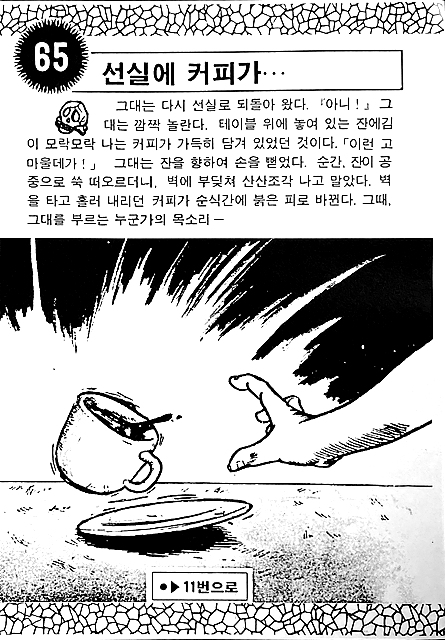 65
선실에 커피가…
그대는 다시 선실로 되돌아 왔다. 『아니!』 그
대는 깜짝 놀란다. 테이블 위에 놓여 있는 잔에김
이 모락모락 나는 커피가 가득히 담겨 있었던 것이다.「이런 고
마울데가!」 그대는 잔을 향하여 손을 뻗었다. 순간, 잔이 공
중으로 쑥 떠오르더니, 벽에 부딪쳐 산산조각 나고 말았다. 벽
을 타고 흘러 내리던 커피가 순식간에 붉은 피로 바뀐다. 그때,
그대를 부르는 누군가의 목소리—
●▶11번으로